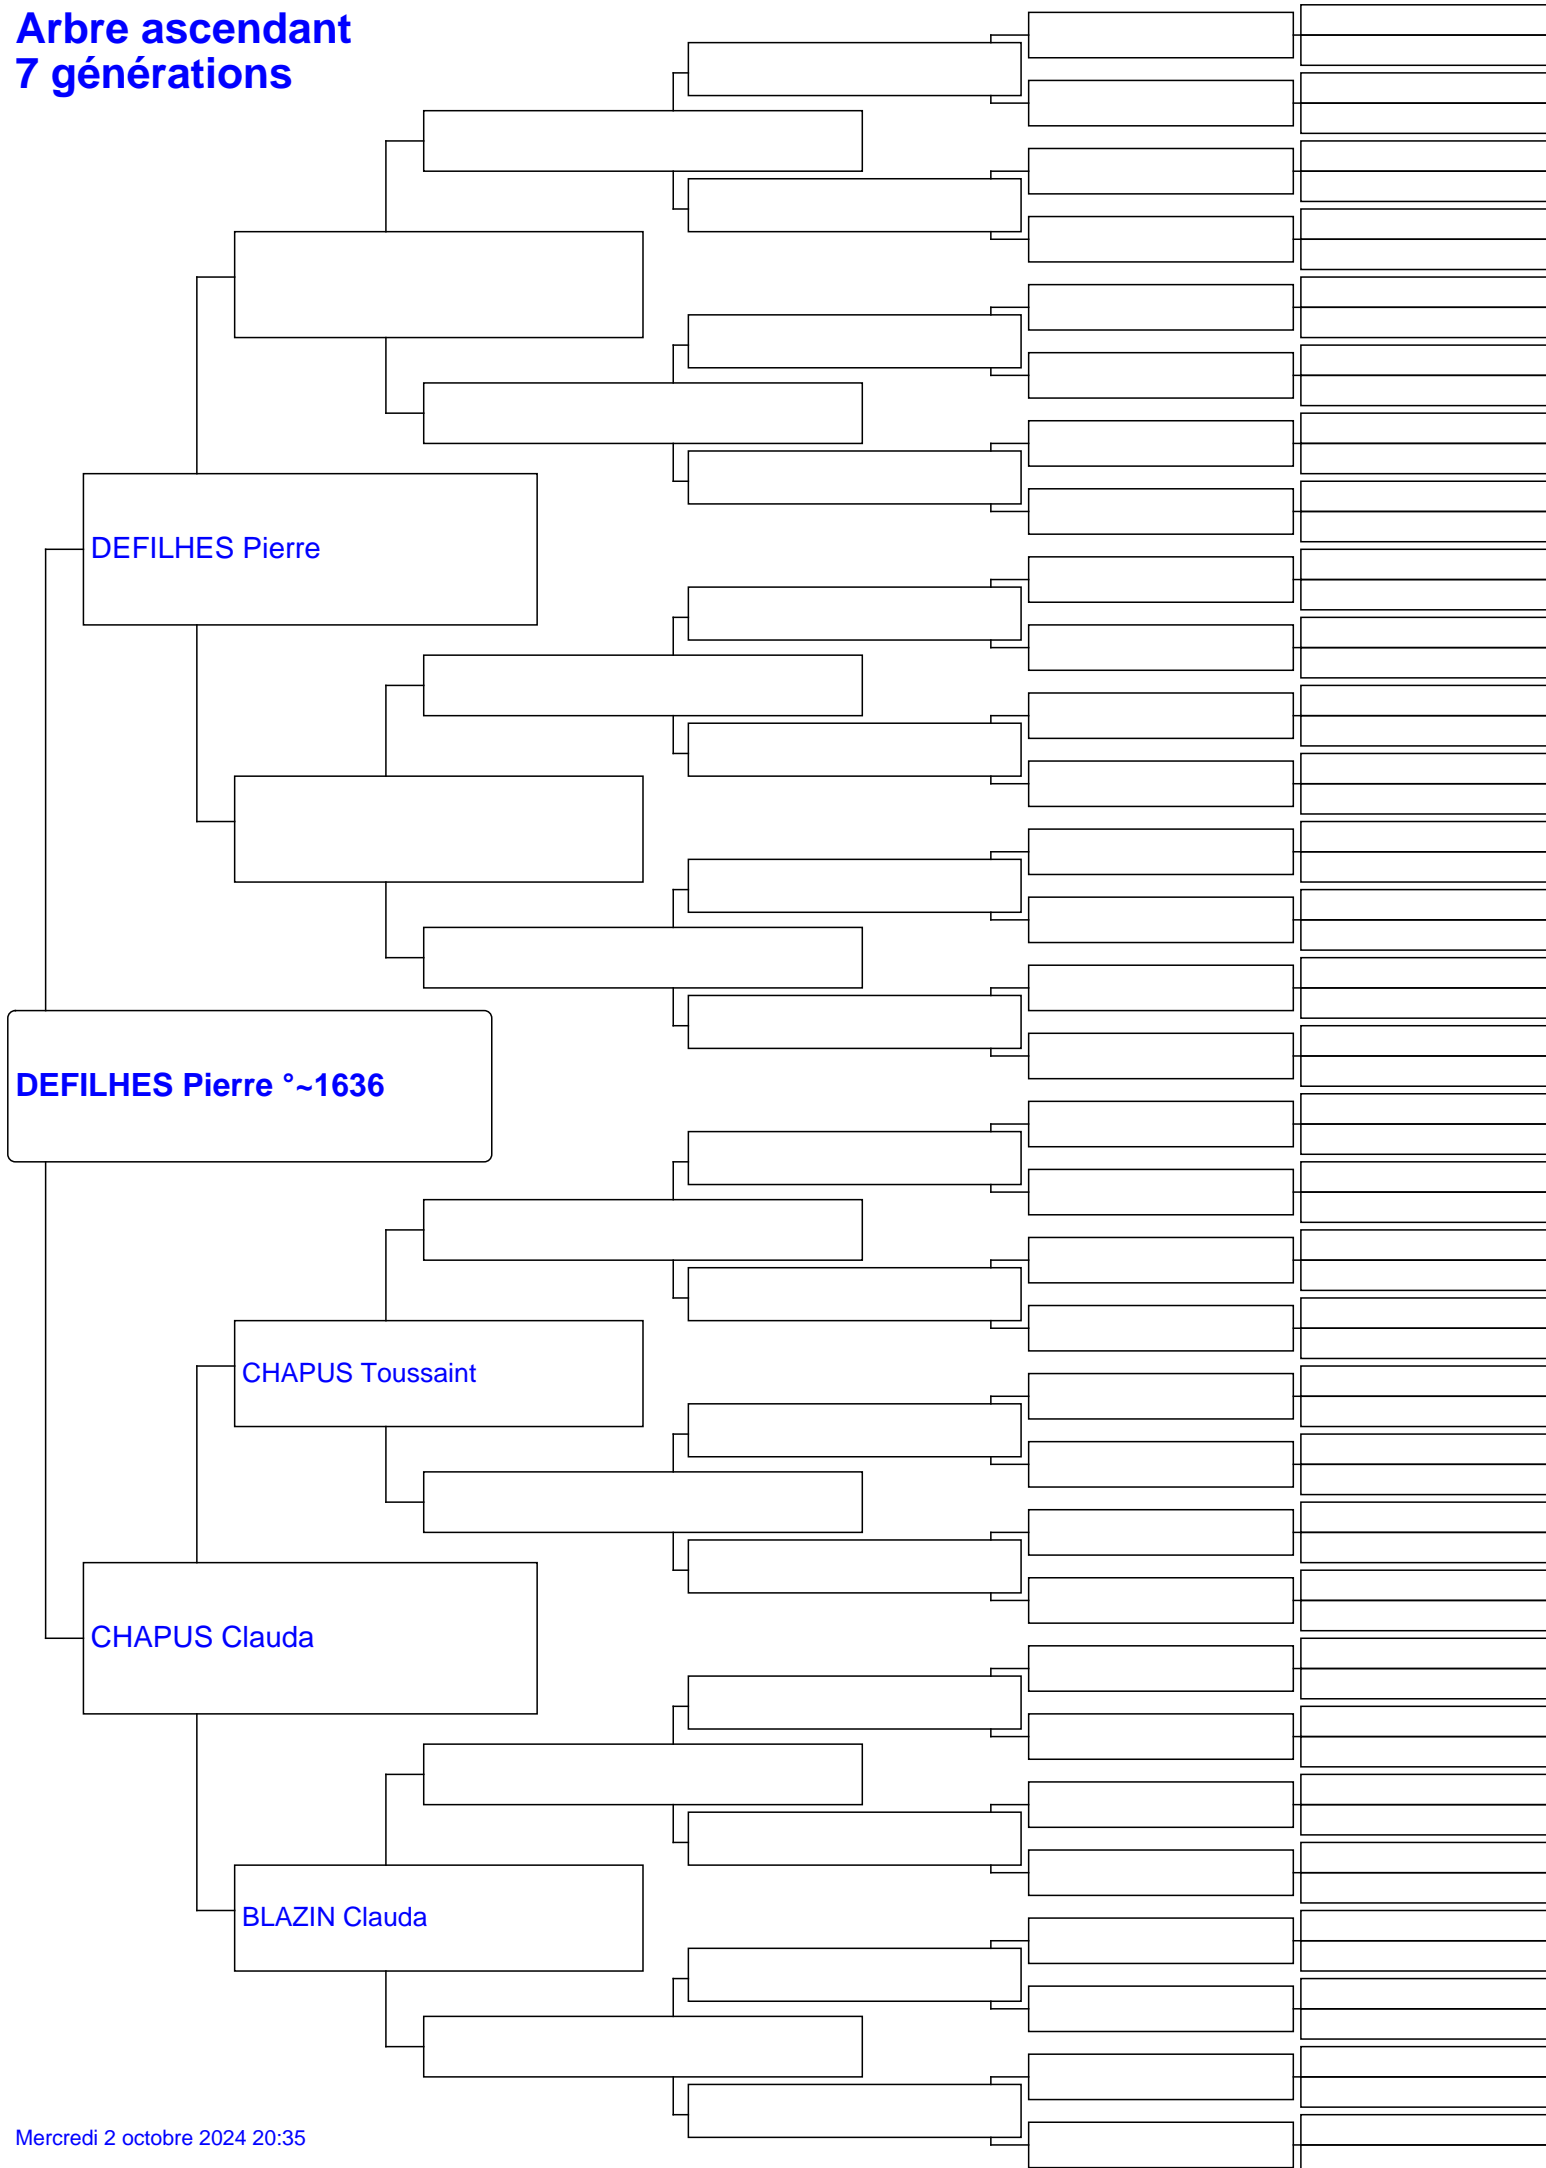 Arbre ascendant
7 générations
DEFILHES Pierre
DEFILHES Pierre °~1636
CHAPUS Toussaint
CHAPUS Clauda
BLAZIN Clauda
Mercredi 2 octobre 2024 20:35